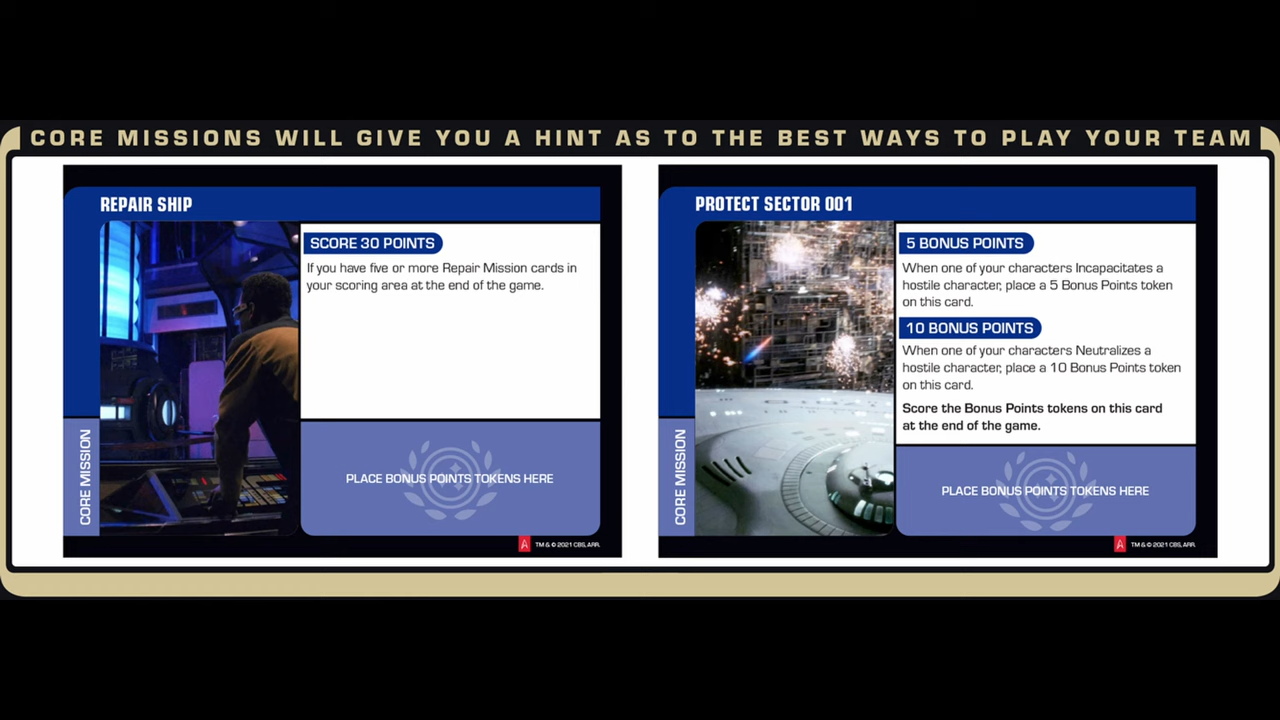 CORE MISSIONS WILL GIVE YOU A HINT AS TO THE BEST WAYS TO PLAY YOUR TEAM
REPAIR SHIP
SCORE 30 POINTS
If you have five or more Repair Mission cards in
your scoring area at the end of the game.
CORE MISSION
PLACE BONUS POINTS TOKENS HERE
TM & © 2021 CBS, ARR.
PROTECT SECTOR 001
5 BONUS POINTS
When one of your characters Incapacitates a
hostile character, place a 5 Bonus Points token
on this card.
10 BONUS POINTS
When one of your characters Neutralizes a
hostile character, place a 10 Bonus Points token
on this card.
Score the Bonus Points tokens on this card
at the end of the game.
CORE MISSION
PLACE BONUS POINTS TOKENS HERE
TM & © 2021 CBS, ARR.